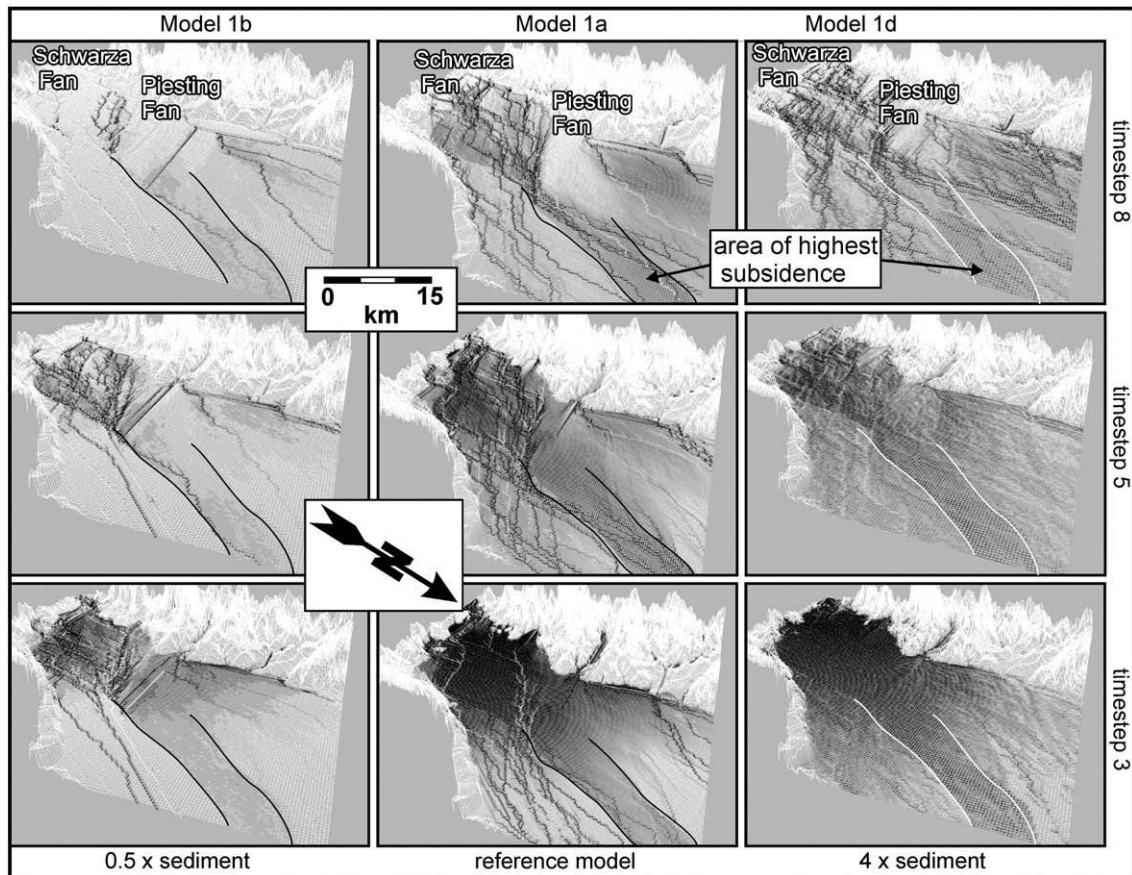 Model 1b
Model 1a
Model 1d
Schwarza
Fan
Piesting
Fan
Schwarza
Fan
Piesting
Fan
Schwarza
Fan
Piesting
Fan
timestep 8
area of highest
subsidence
0 15
km
timestep 5
N
timestep 3
0.5 x sediment
reference model
4 x sediment